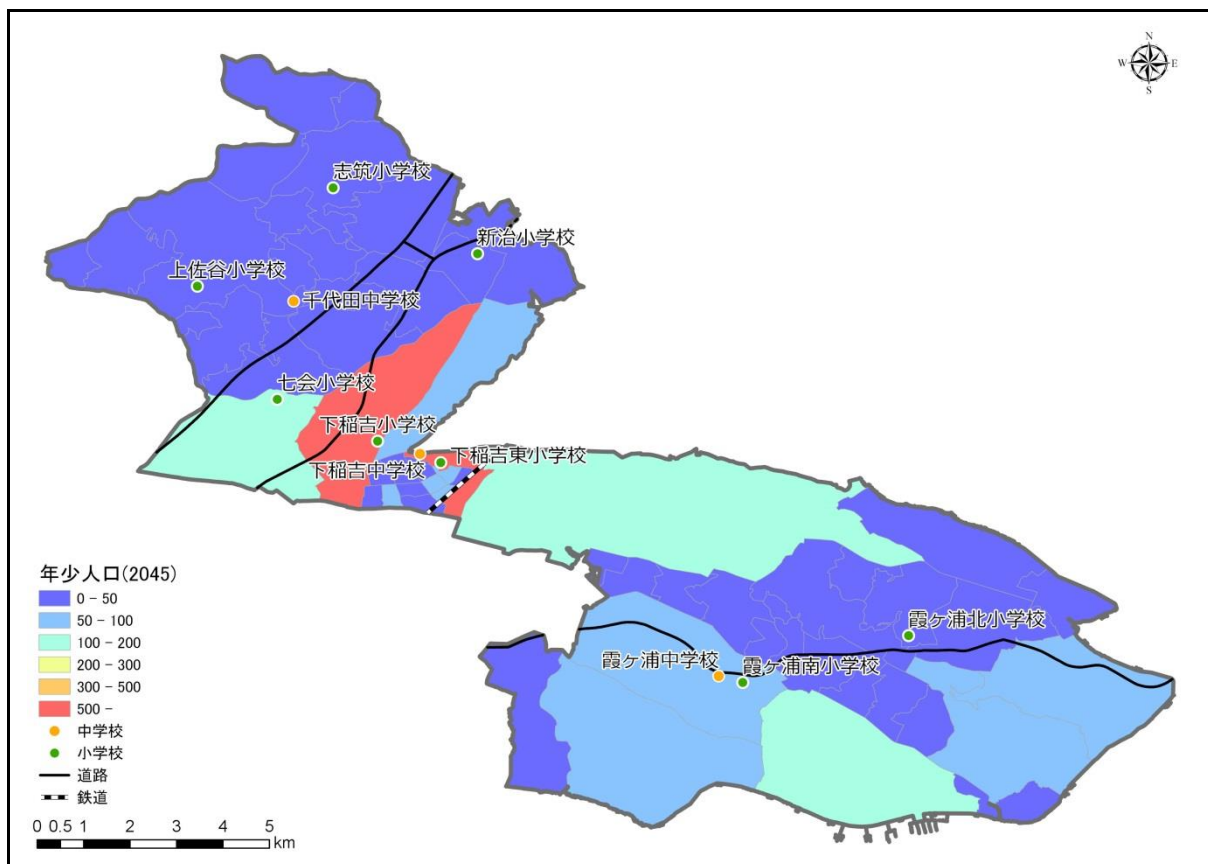 N
W E
S
志筑小学校
新治小学校
上佐谷小学校
千代田中学校
七会小学校
下稲吉小学校
下稲吉東小学校
下稲吉中学校
霞ヶ浦北小学校
霞ヶ浦中学校
霞ヶ浦南小学校
年少人口(2045)
0 - 50
50 - 100
100 - 200
200 - 300
300 - 500
500 -
中学校
小学校
道路
鉄道
0 0.5 1 2 3 4 5
km